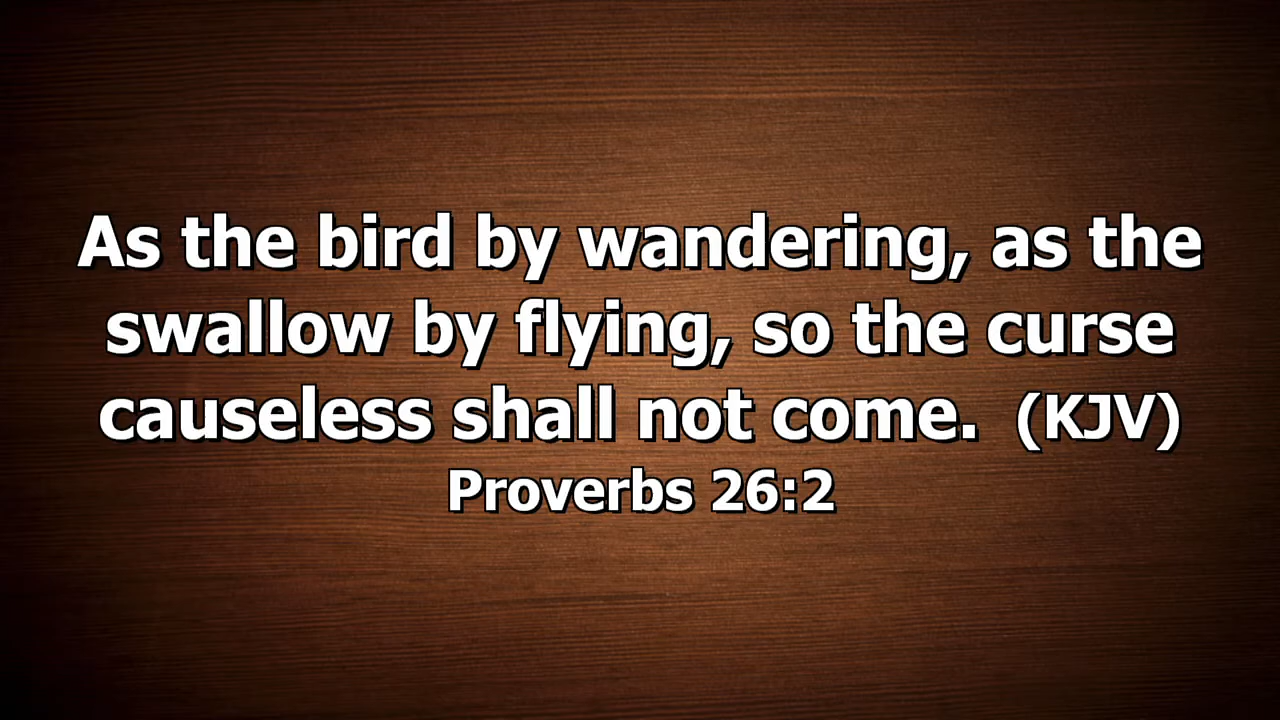 As the bird by wandering, as the
swallow by flying, so the curse
causeless shall not come. (KJV)
Proverbs 26:2